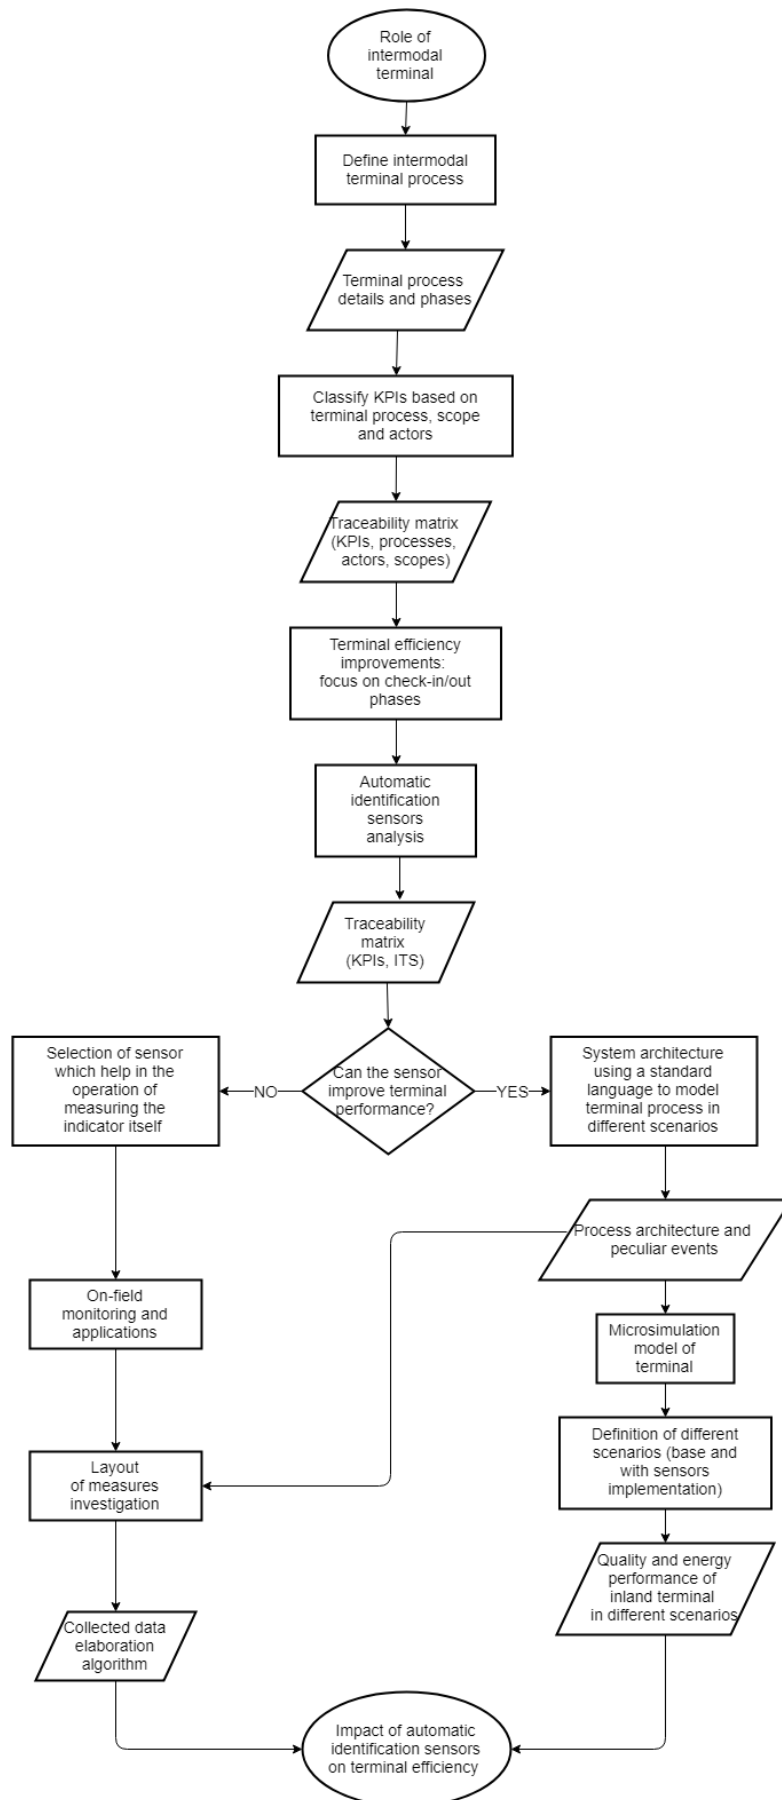 Role of
intermodal
terminal
Define intermodal
terminal process
Terminal process
details and phases
Classify KPIs based on
terminal process, scope
and actors
Traceability matrix
(KPIs, processes,
actors, scopes)
Terminal efficiency
improvements:
focus on check-in/out
phases
Automatic
identification
sensors
analysis
Traceability
matrix
(KPIs, ITS)
Can the sensor
improve terminal
performance?
NO
YES
Selection of sensor
which help in the
operation of
measuring the
indicator itself
System architecture
using a standard
language to model
terminal process in
different scenarios
Process architecture and
peculiar events
On-field
monitoring and
applications
Microsimulation
model of
terminal
Layout
of measures
investigation
Definition of different
scenarios (base and
with sensors
implementation)
Collected data
elaboration
algorithm
Quality and energy
performance of
inland terminal
in different scenarios
Impact of automatic
identification sensors
on terminal efficiency